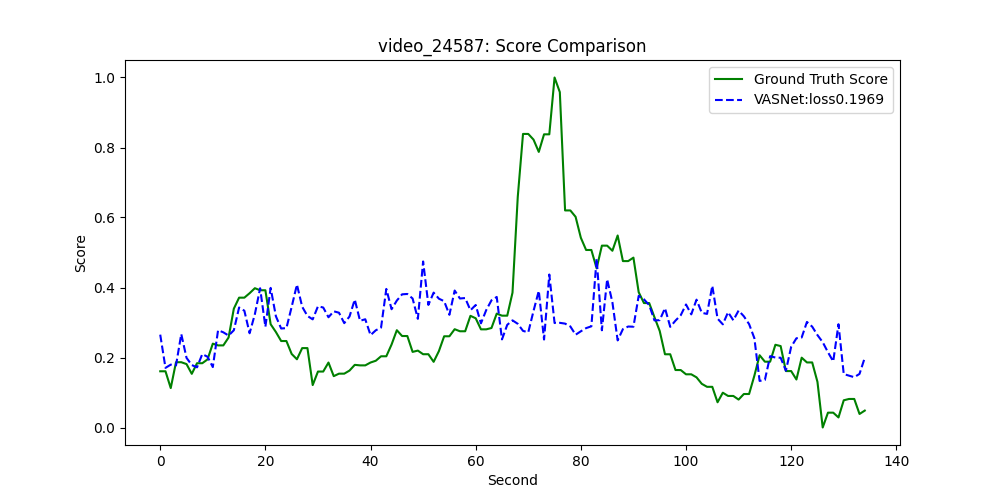 video_24587: Score Comparison
Ground Truth Score
VASNet:loss0.1969
1.0
0.8
0.6
0.4
0.2
0.0
Score
0 20 40 60 80 100 120 140
Second